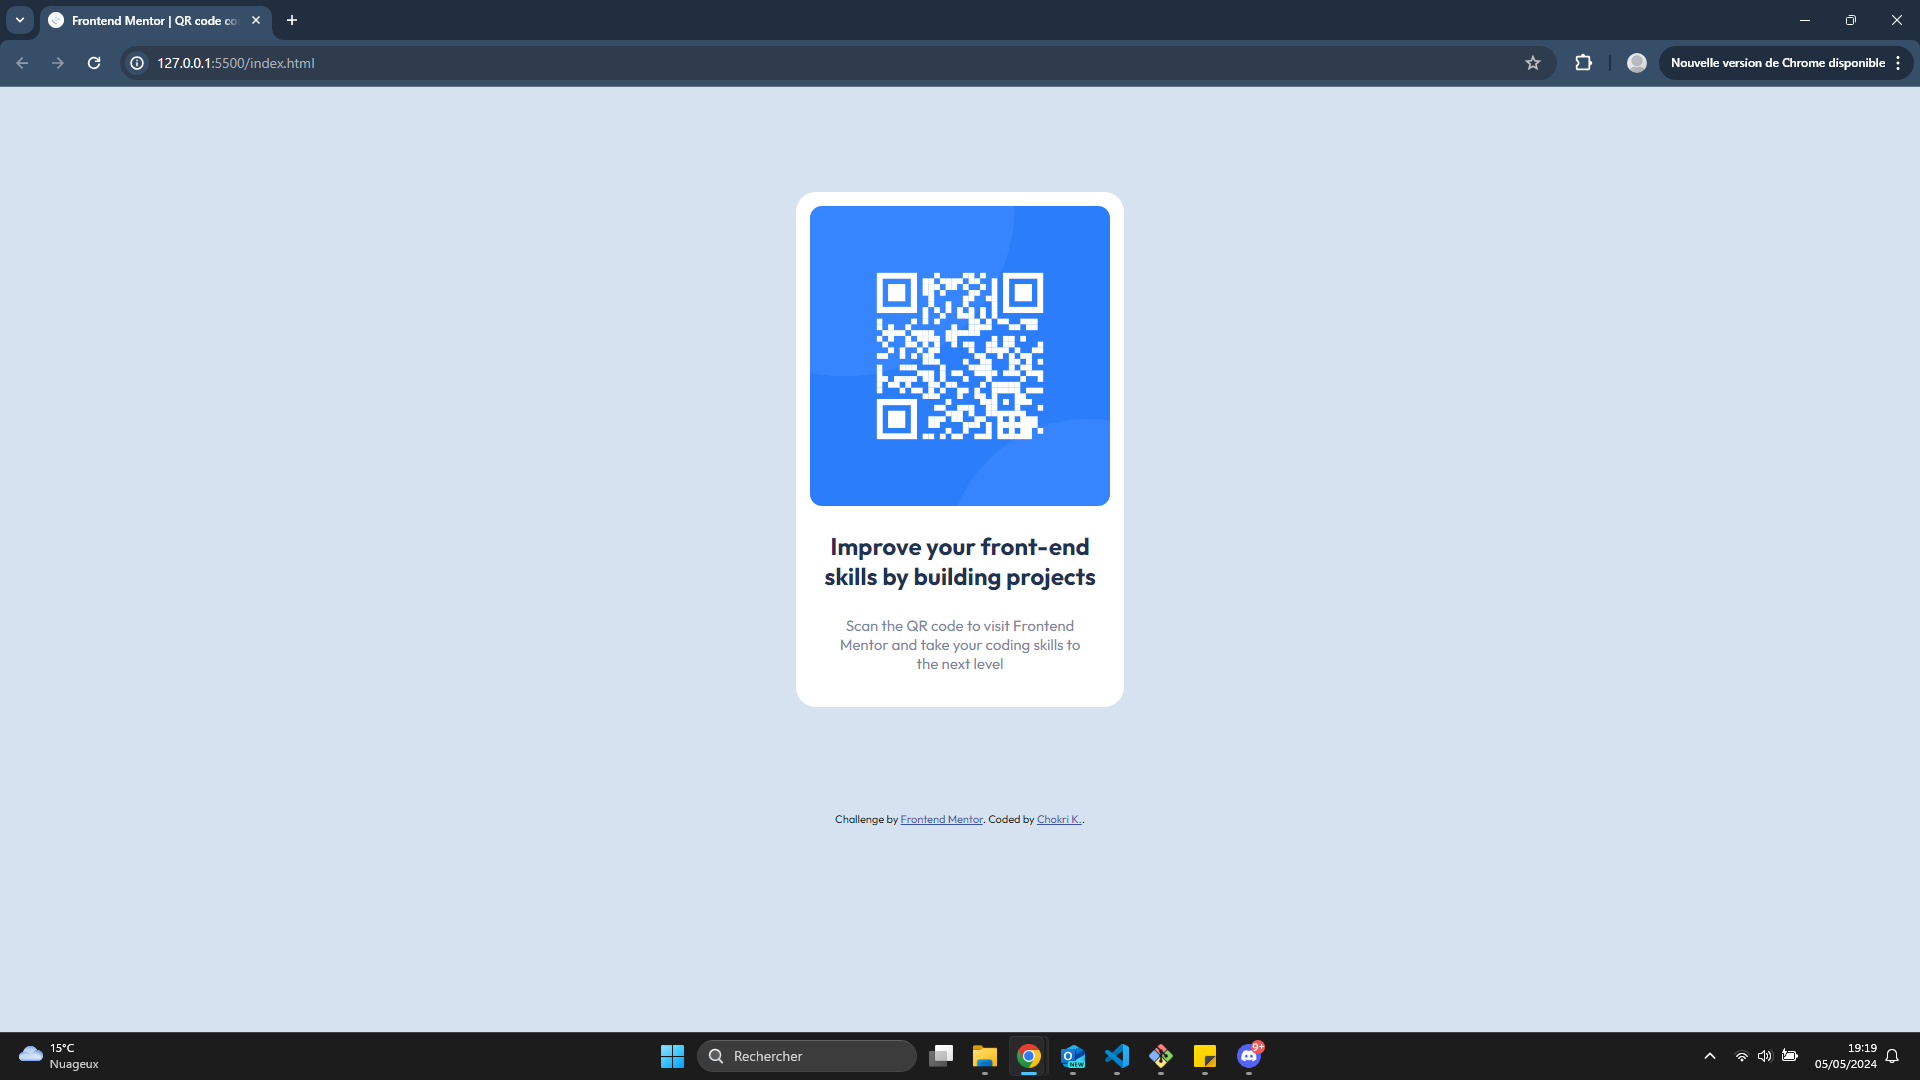 Frontend Mentor | QR code co
127.0.0.1:5500/index.html
Nouvelle version de Chrome disponible
Improve your front-end
skills by building projects
Scan the QR code to visit Frontend
Mentor and take your coding skills to
the next level
Challenge by Frontend Mentor. Coded by Chokri K..
15°C
Nuageux
Rechercher
NEW
9+
19:19
05/05/2024